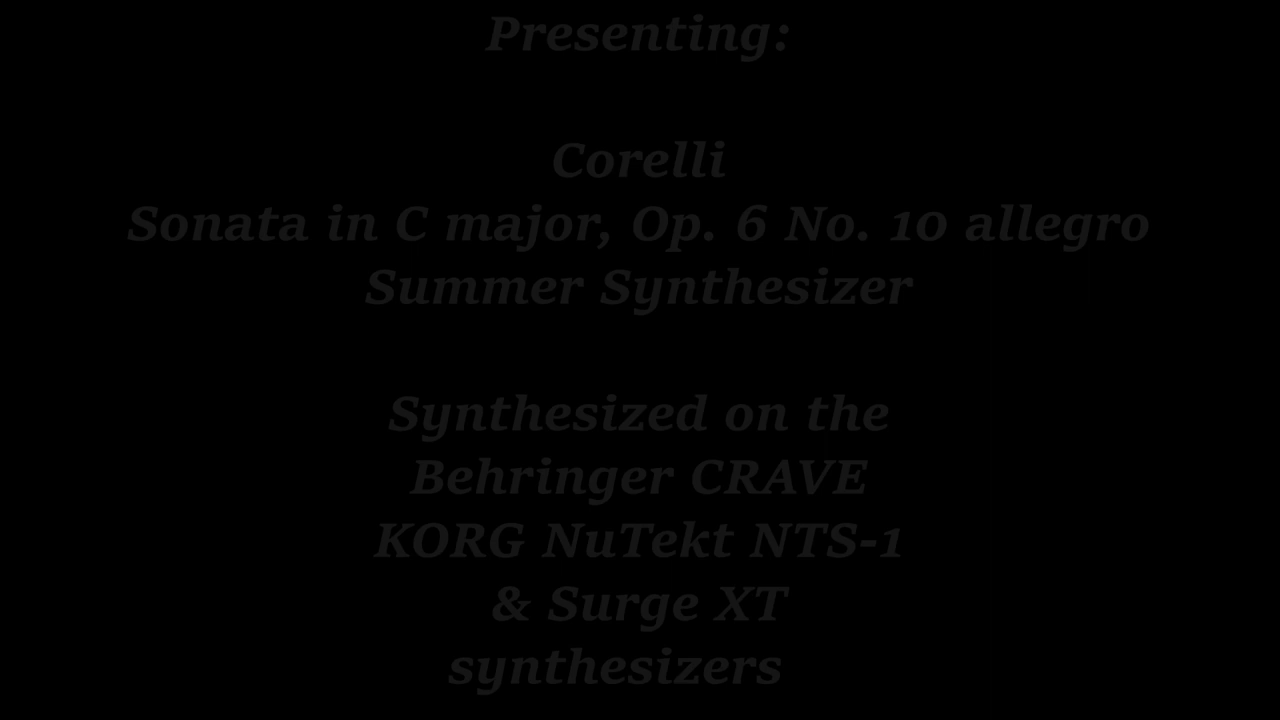 Presenting:
Corelli
Sonata in C major, Op. 6 No. 10 allegro
Summer Synthesizer
Synthesized on the
Behringer CRAVE
KORG NuTekt NTS-1
& Surge XT
synthesizers